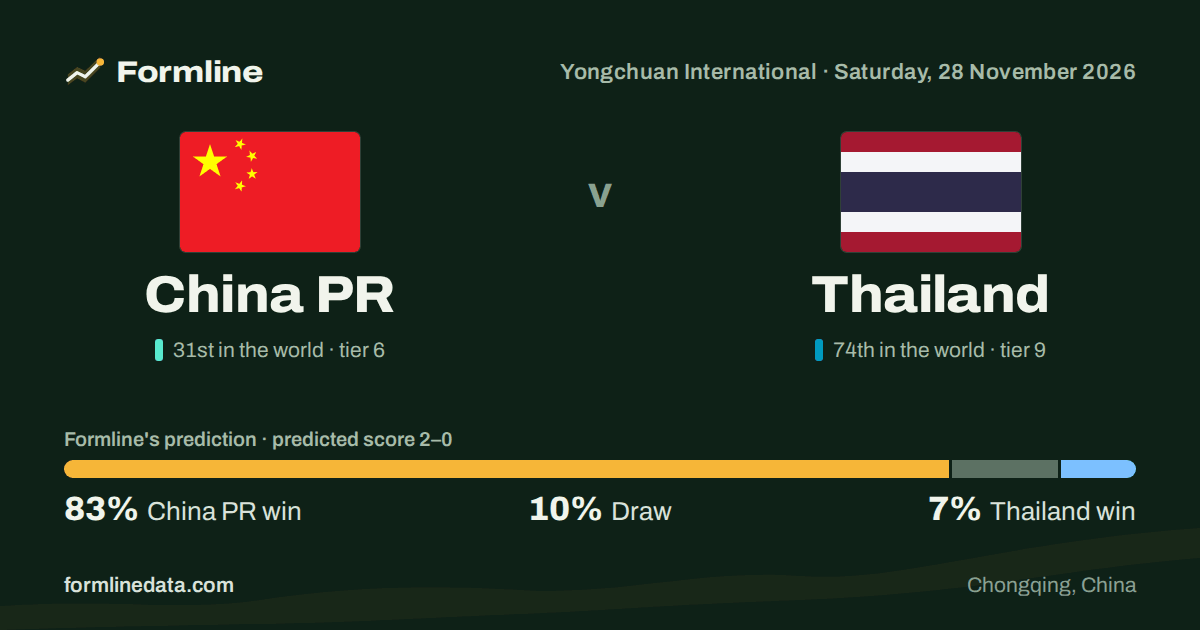 Formline
Yongchuan International · Saturday, 28 November 2026
v
China PR
Thailand
31st in the world · tier 6
74th in the world · tier 9
Formline's prediction · predicted score 2–0
83% China PR win
10% Draw
7% Thailand win
formlinedata.com
Chongqing, China